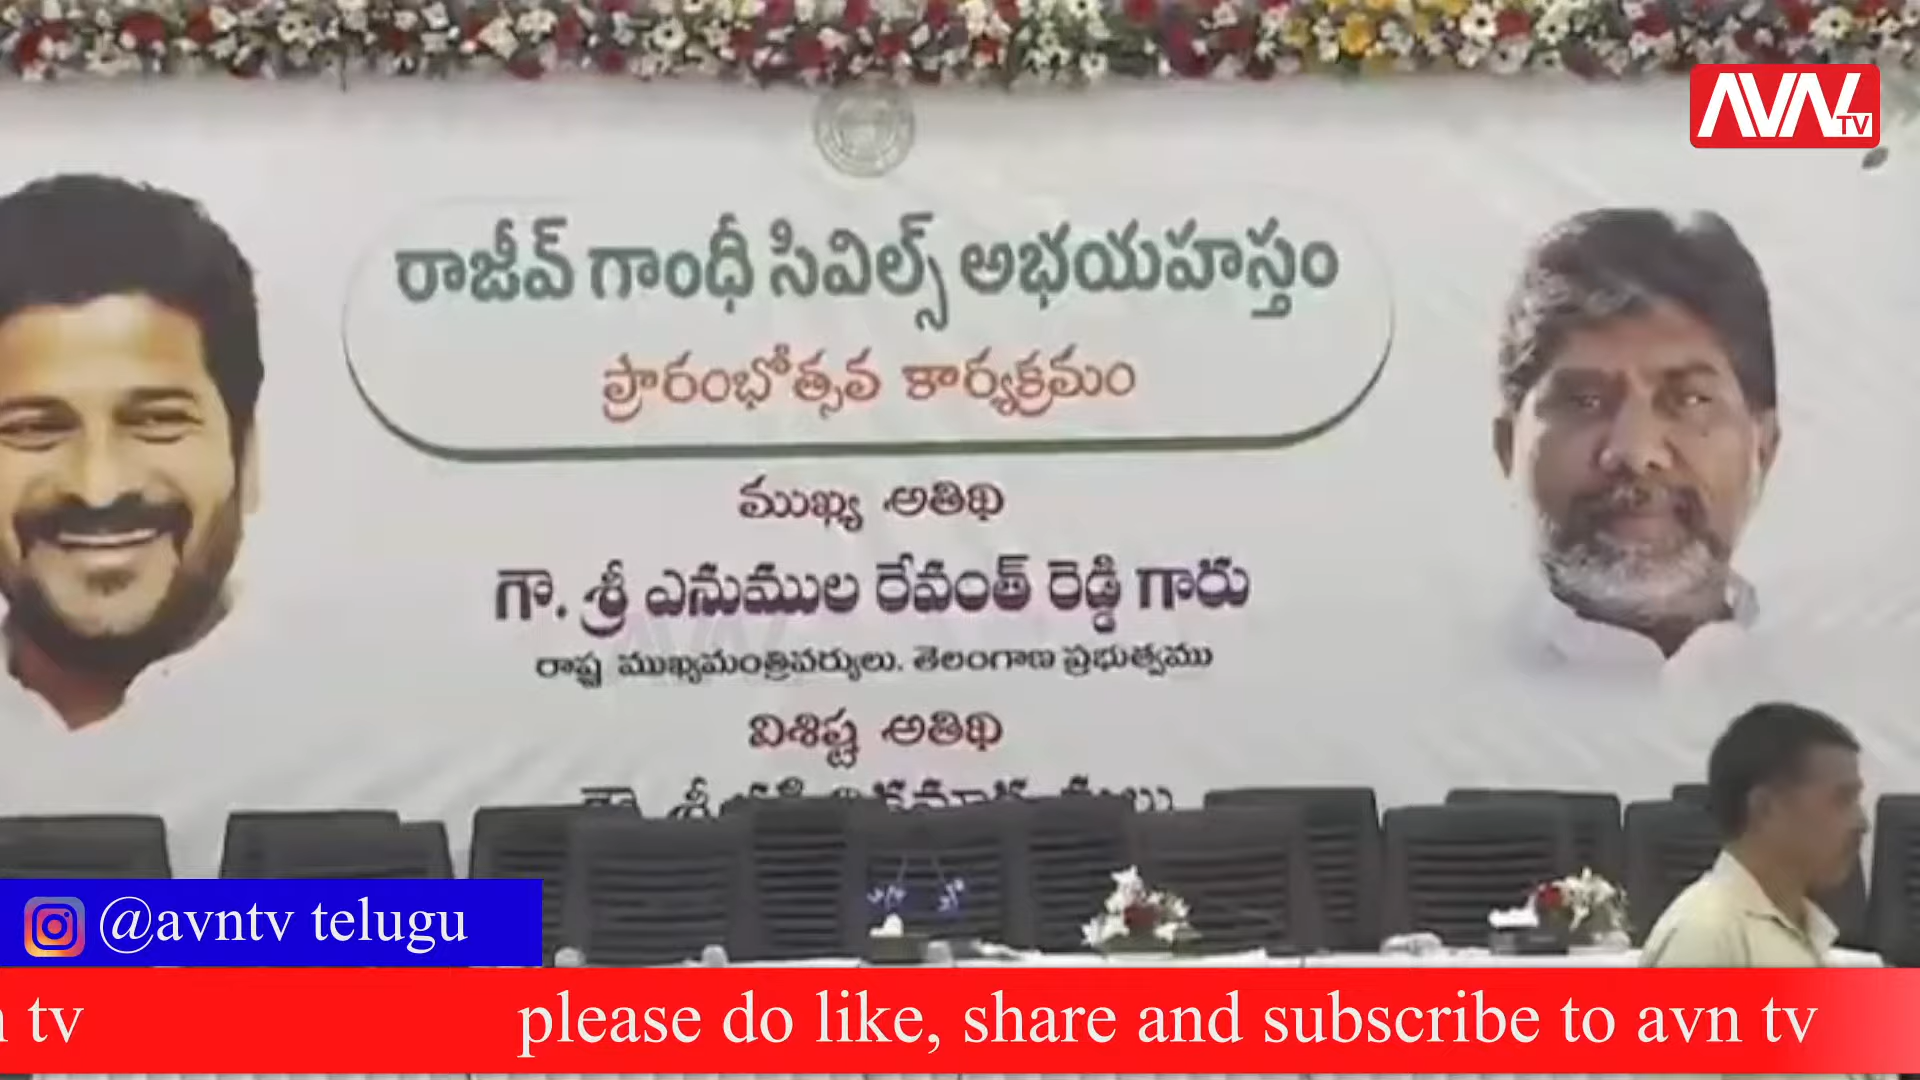 AVN TV
రాజీవ్ గాంధీ సివిల్స్ అభయహస్తం
ప్రారంభోత్సవ కార్యక్రమం
ముఖ్య అతిథి
గౌ. శ్రీ ఎనుముల రేవంత్ రెడ్డి గారు
రాష్ట్ర ముఖ్యమంత్రివర్యులు. తెలంగాణ ప్రభుత్వము
విశిష్ట అతిథి
గౌ. శ్రీ
@avntv telugu
tv please do like, share and subscribe to avn tv